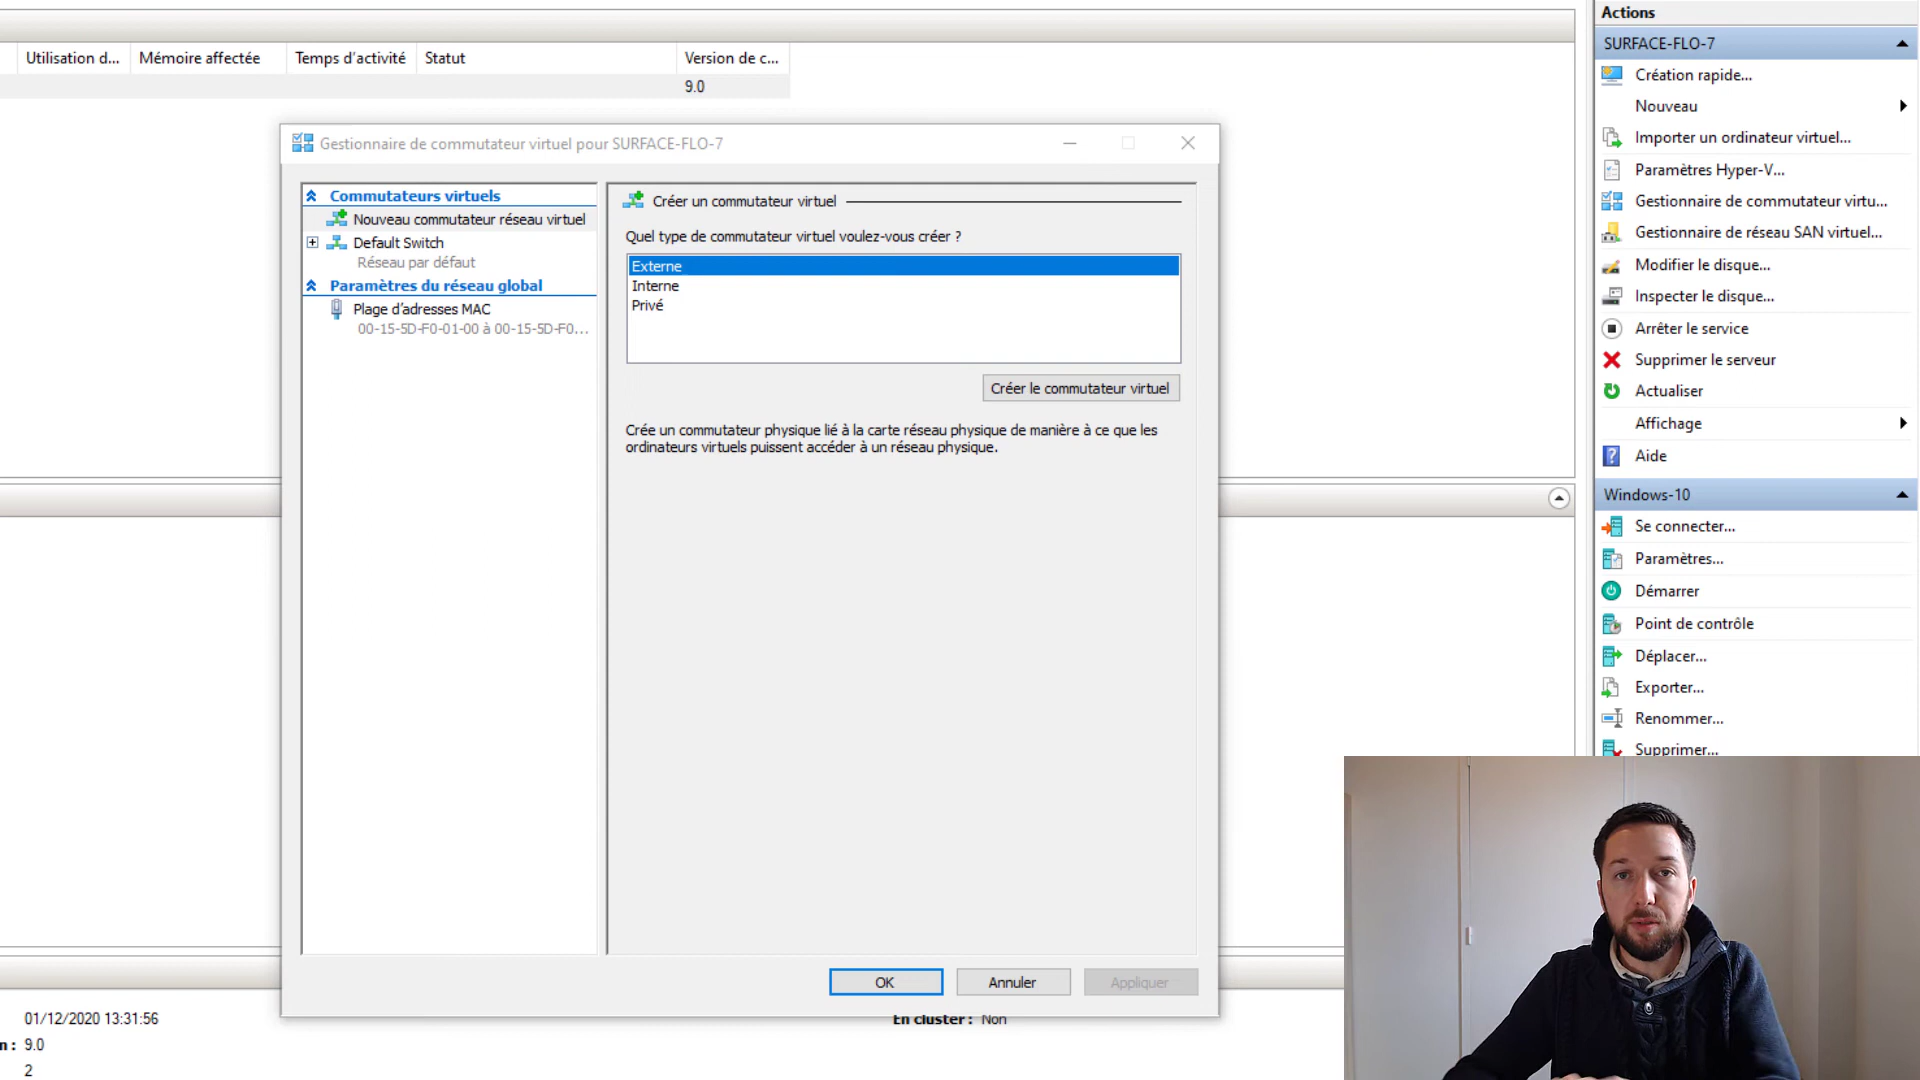 Utilisation d... Mémoire affectée Temps d'activité Statut Version de c...
9.0
Gestionnaire de commutateur virtuel pour SURFACE-FLO-7
Commutateurs virtuels
Nouveau commutateur réseau virtuel
Default Switch
Réseau par défaut
Paramètres du réseau global
Plage d'adresses MAC
00-15-5D-F0-01-00 à 00-15-5D-F0...
Créer un commutateur virtuel
Quel type de commutateur virtuel voulez-vous créer ?
Externe
Interne
Privé
Créer le commutateur virtuel
Crée un commutateur physique lié à la carte réseau physique de manière à ce que les
ordinateurs virtuels puissent accéder à un réseau physique.
OK Annuler Appliquer
01/12/2020 13:31:56
n : 9.0
2
En cluster : Non
Actions
SURFACE-FLO-7
Création rapide...
Nouveau
Importer un ordinateur virtuel...
Paramètres Hyper-V...
Gestionnaire de commutateur virtu...
Gestionnaire de réseau SAN virtuel...
Modifier le disque...
Inspecter le disque...
Arrêter le service
Supprimer le serveur
Actualiser
Affichage
Aide
Windows-10
Se connecter...
Paramètres...
Démarrer
Point de contrôle
Déplacer...
Exporter...
Renommer...
Supprimer...